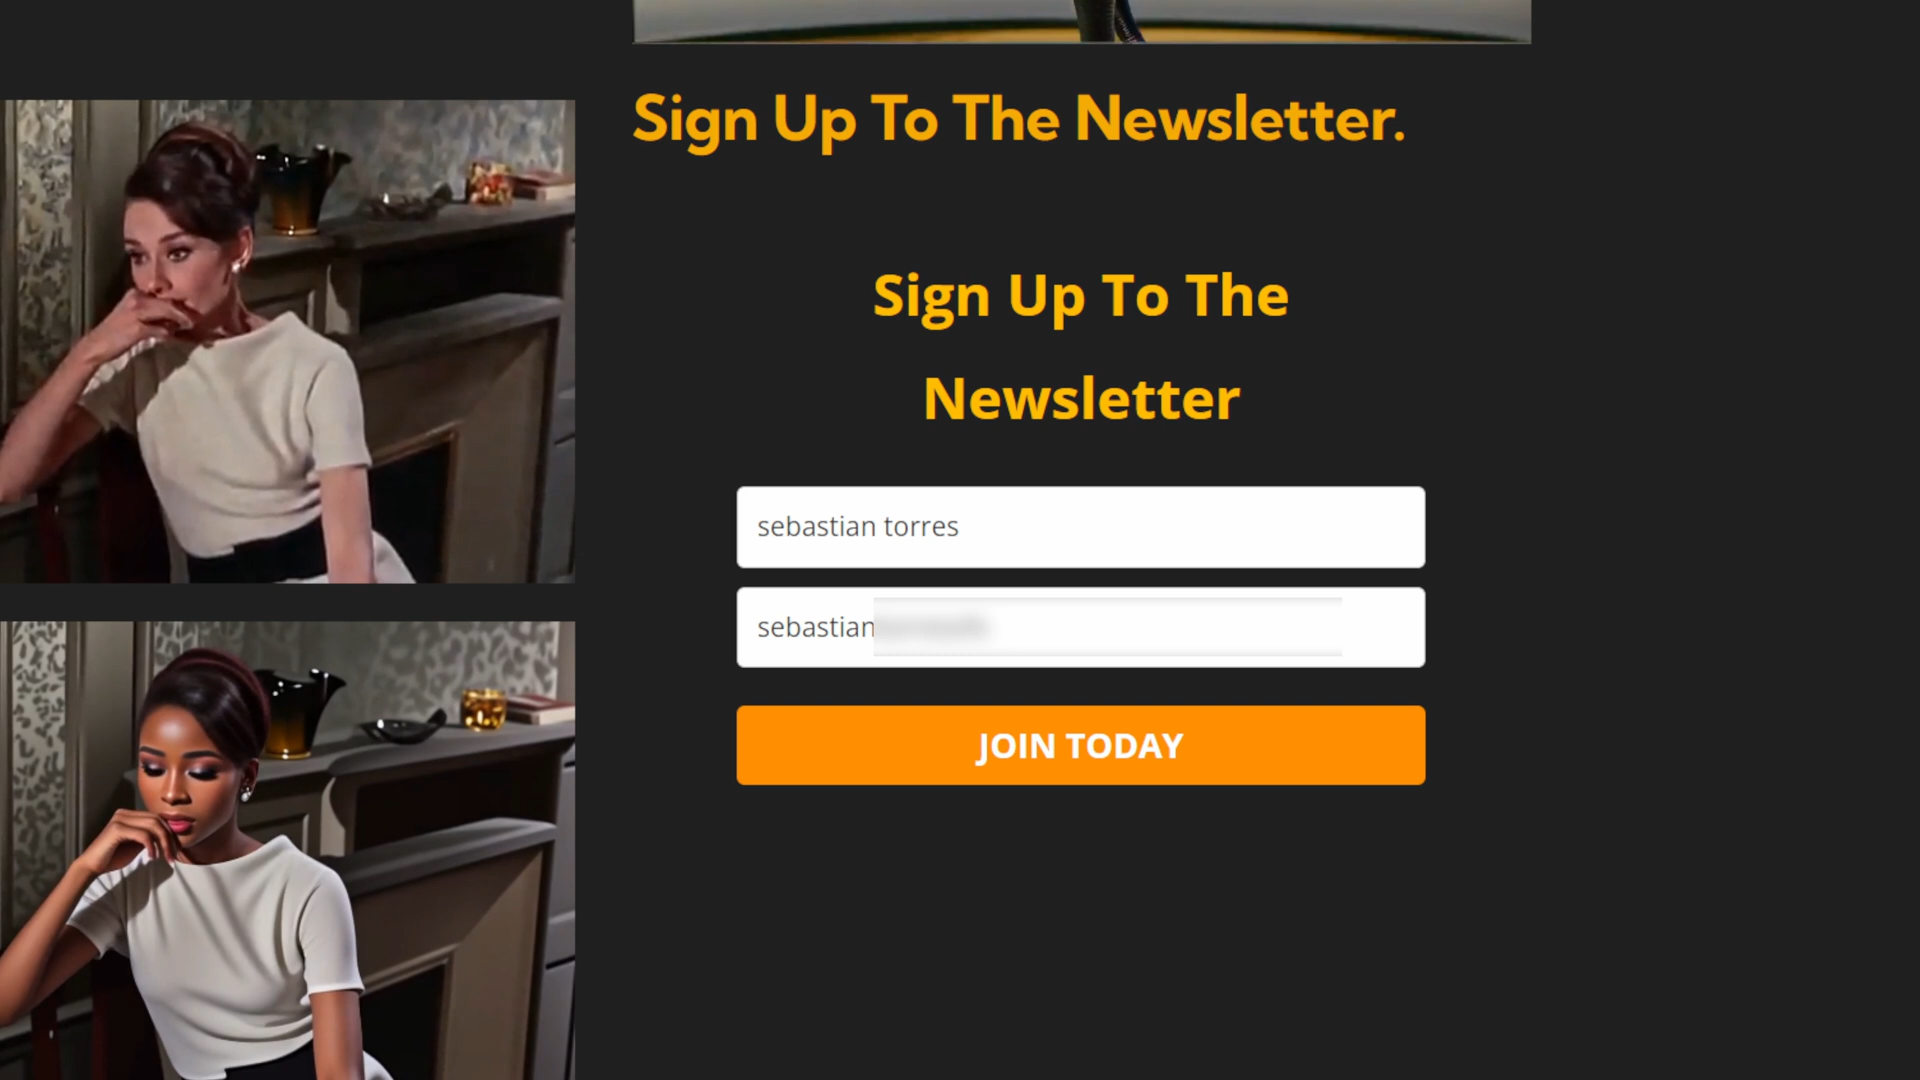 Sign Up To The Newsletter.
Sign Up To The
Newsletter
sebastian torres
sebastian
JOIN TODAY